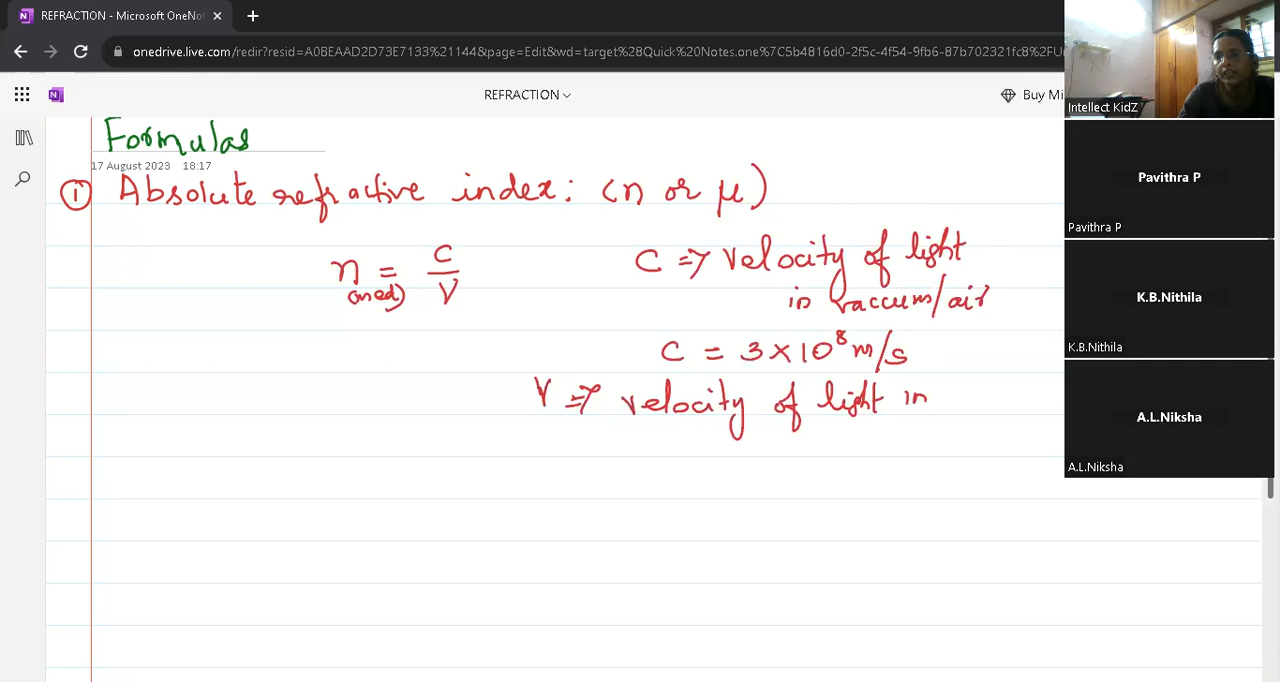 REFRACTION - Microsoft OneNot
onedrive.live.com/redir?resid=A0BEAAD2D73E7133%21144&page=Edit&wd=target%28Quick%20Notes.one%7C5b4816d0-2f5c-4f54-9fb6-87b702321fc8%2FU
REFRACTION
Buy Mi
Intellect KidZ
Formulas
17 August 2023 18:17
① Absolute refractive index: (n or μ)
n(med) = C/V
C => velocity of light
in vaccum/air
C = 3×10⁸ m/s
V => velocity of light in
Pavithra P
Pavithra P
K.B.Nithila
K.B.Nithila
A.L.Niksha
A.L.Niksha